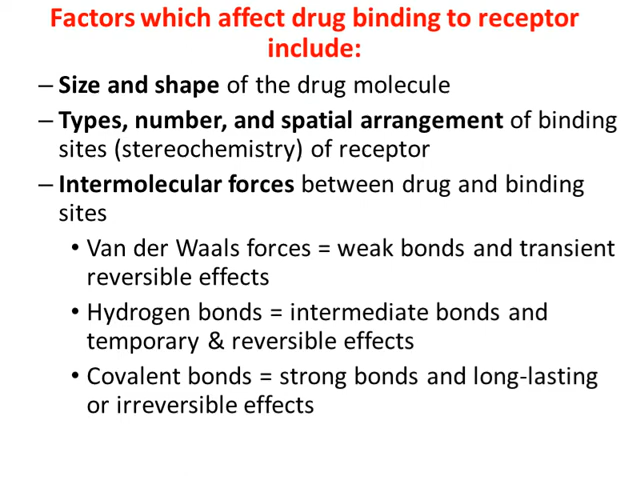 Factors which affect drug binding to receptor
include:
– Size and shape of the drug molecule
– Types, number, and spatial arrangement of binding
sites (stereochemistry) of receptor
– Intermolecular forces between drug and binding
sites
• Van der Waals forces = weak bonds and transient
reversible effects
• Hydrogen bonds = intermediate bonds and
temporary & reversible effects
• Covalent bonds = strong bonds and long-lasting
or irreversible effects